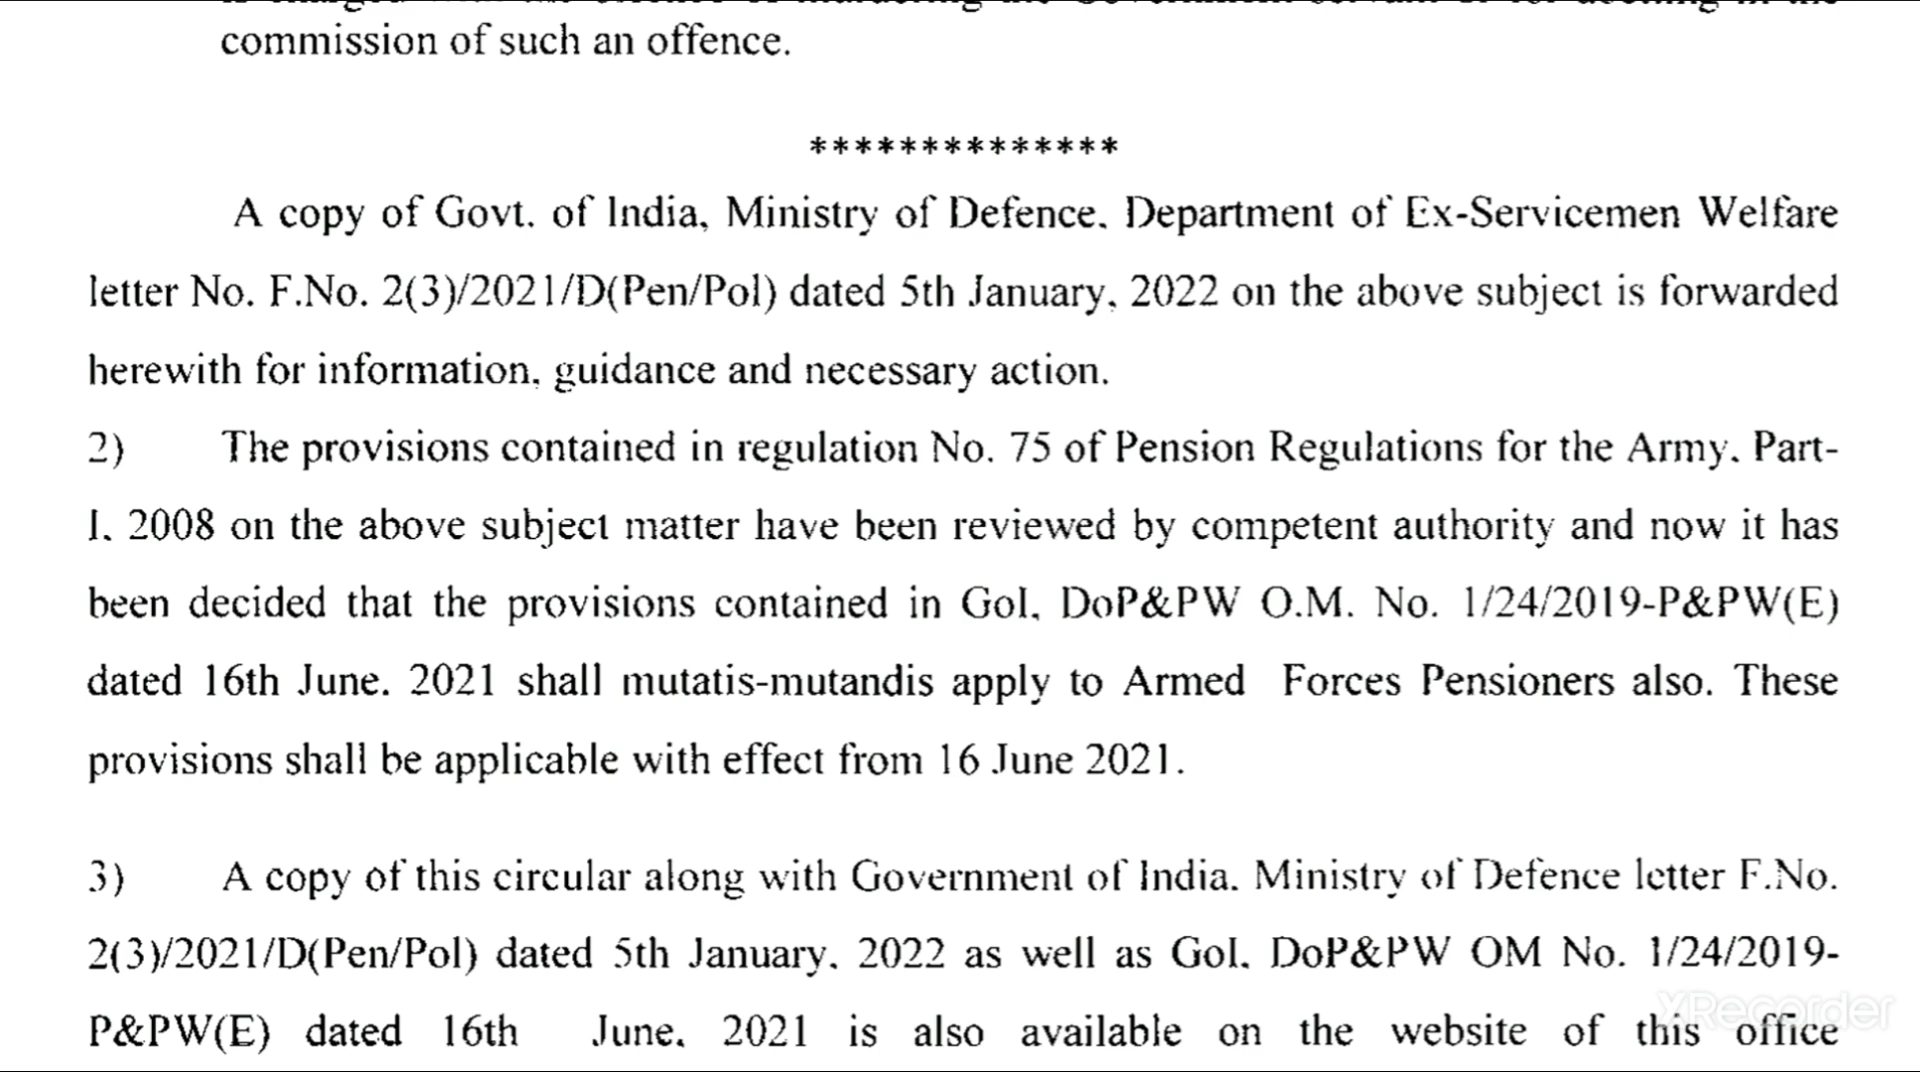 commission of such an offence.
**************
A copy of Govt. of India, Ministry of Defence, Department of Ex-Servicemen Welfare
letter No. F.No. 2(3)/2021/D(Pen/Pol) dated 5th January, 2022 on the above subject is forwarded
herewith for information, guidance and necessary action.
2) The provisions contained in regulation No. 75 of Pension Regulations for the Army, Part-
I, 2008 on the above subject matter have been reviewed by competent authority and now it has
been decided that the provisions contained in GoI, DoP&PW O.M. No. 1/24/2019-P&PW(E)
dated 16th June, 2021 shall mutatis-mutandis apply to Armed Forces Pensioners also. These
provisions shall be applicable with effect from 16 June 2021.
3) A copy of this circular along with Government of India, Ministry of Defence letter F.No.
2(3)/2021/D(Pen/Pol) dated 5th January, 2022 as well as GoI, DoP&PW OM No. 1/24/2019-
P&PW(E) dated 16th June, 2021 is also available on the website of this office
XRecorder